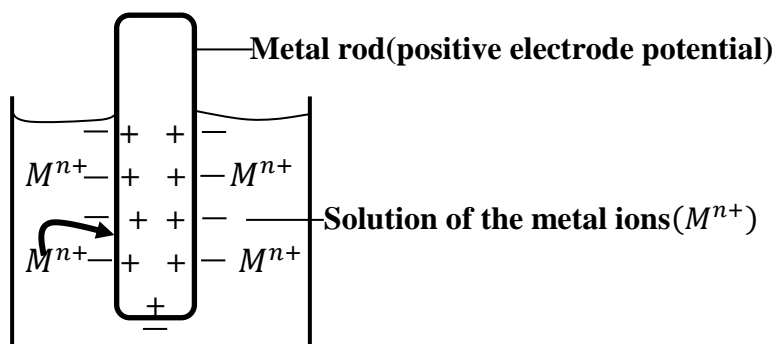 Metal rod(positive electrode potential)
− + + −
M^{n+} − + + − M^{n+}
− + + − Solution of the metal ions(M^{n+})
M^{n+} − + + − M^{n+}
+
−